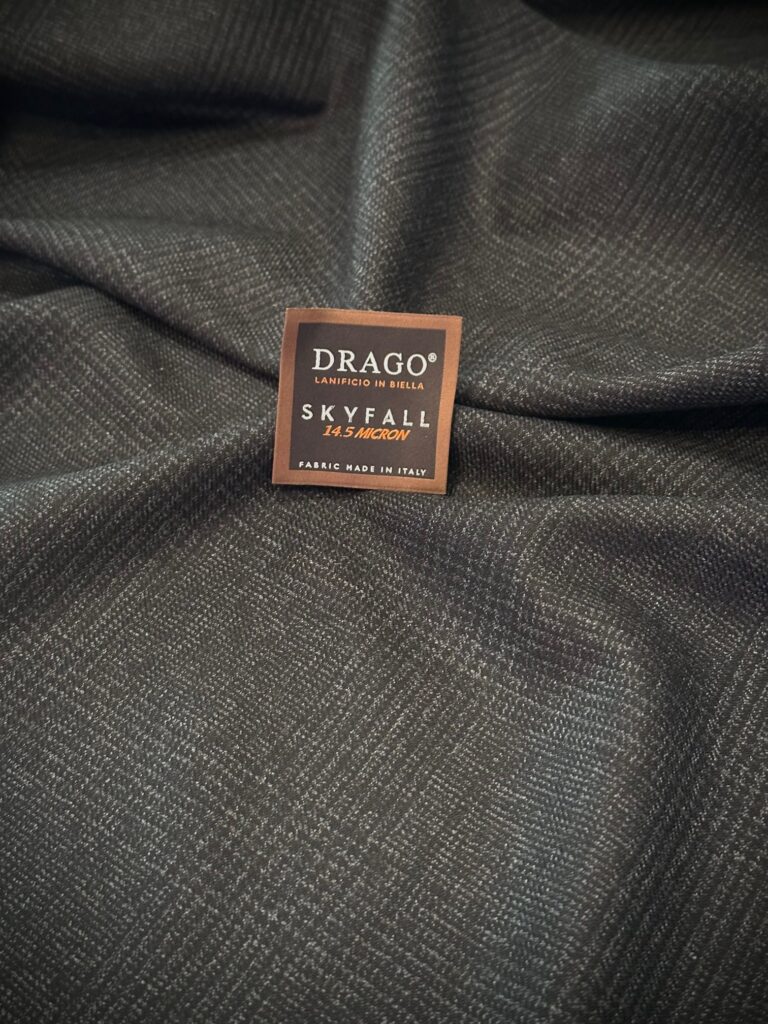 DRAGO®
LANIFICIO IN BIELLA
SKYFALL
14.5 MICRON
FABRIC MADE IN ITALY